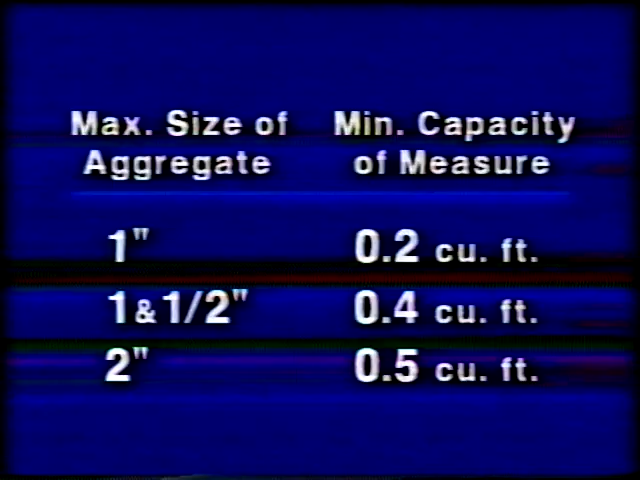 Max. Size of Aggregate
Min. Capacity of Measure
1" 0.2 cu. ft.
1&1/2" 0.4 cu. ft.
2" 0.5 cu. ft.